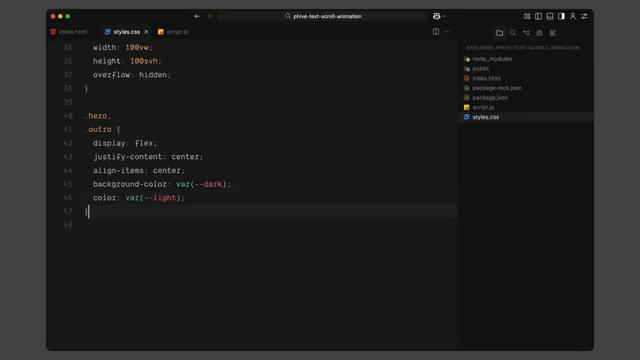 phive-text-scroll-animation
index.html
styles.css
script.js
EXPLORER: PHIVE-TEXT-SCROLL-ANIMATION
node_modules
public
index.html
package-lock.json
package.json
script.js
styles.css
35 width: 100vw;
36 height: 100svh;
37 overflow: hidden;
38 }
39
40 .hero,
41 .outro {
42 display: flex;
43 justify-content: center;
44 align-items: center;
45 background-color: var(--dark);
46 color: var(--light);
47 }
48